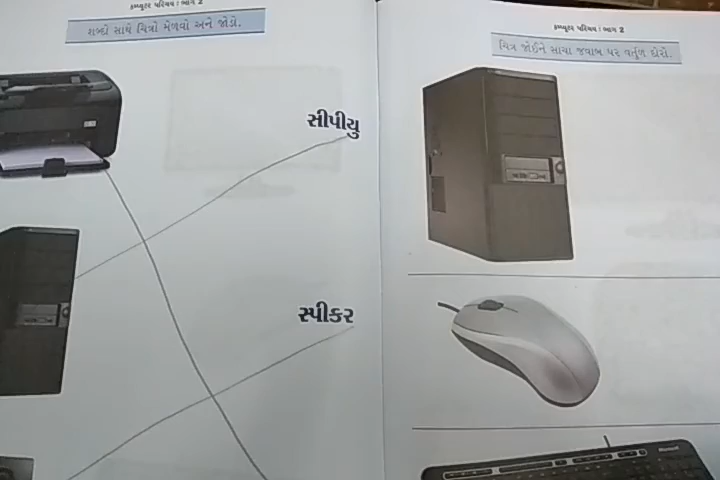 કમ્પ્યુટર પરિચય : ભાગ 2
શબ્દો સાથે ચિત્રો મેળવો અને જોડો.
સીપીયુ
સ્પીકર
કમ્પ્યુટર પરિચય : ભાગ 2
ચિત્ર જોઈને સાચા જવાબ પર વર્તુળ દોરો.